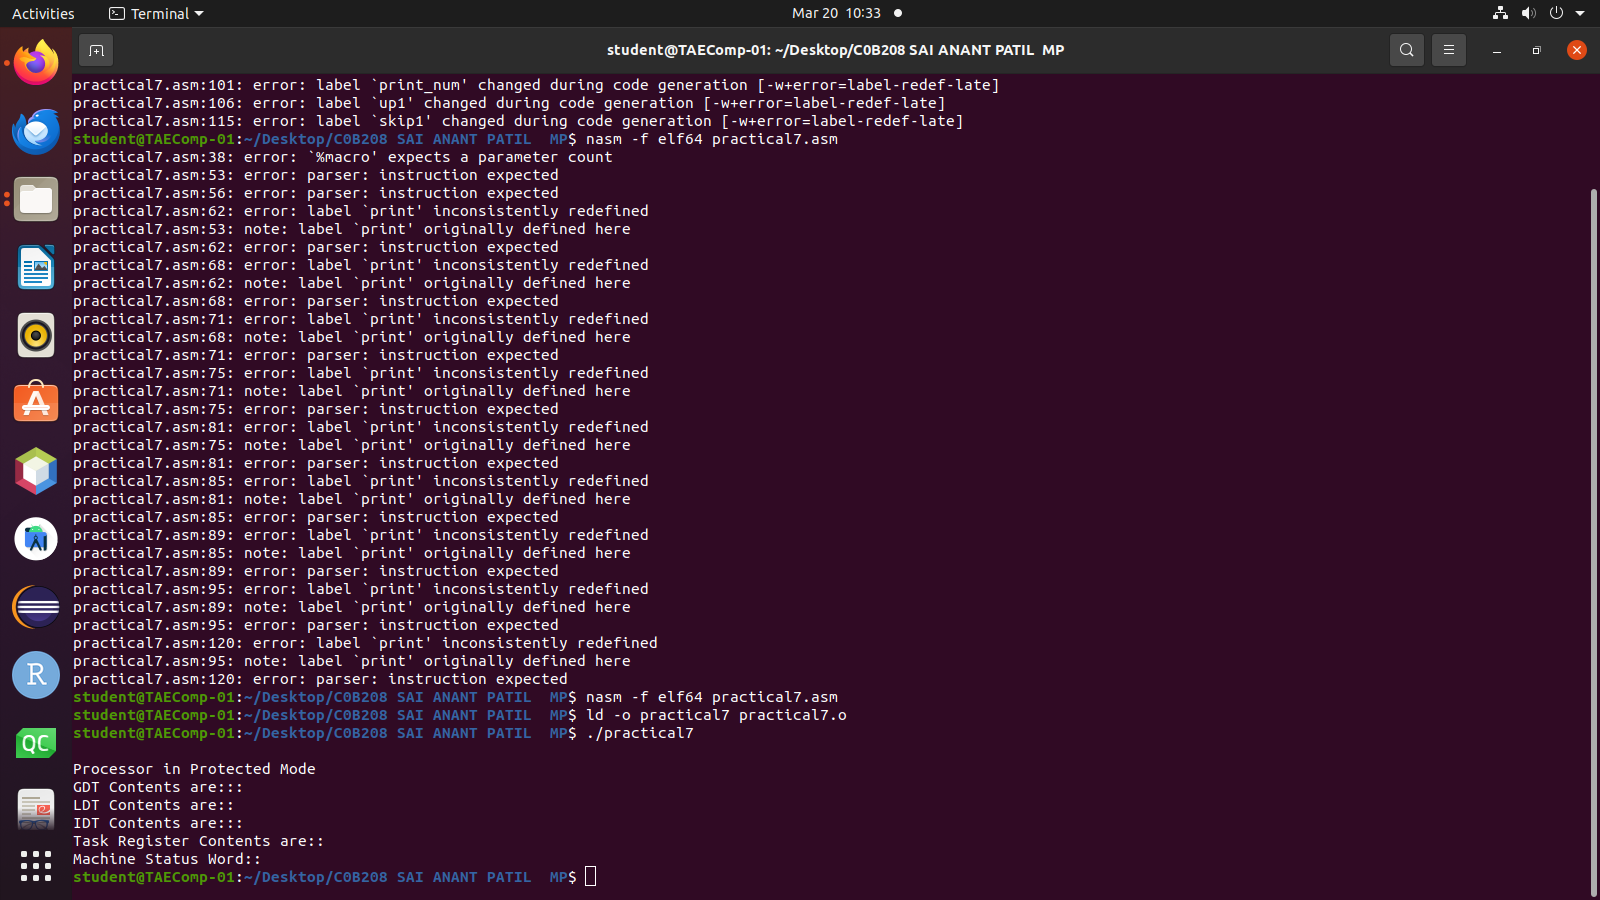 Activities
Terminal
Mar 20 10:33
student@TAEComp-01: ~/Desktop/C0B208 SAI ANANT PATIL  MP
practical7.asm:101: error: label `print_num' changed during code generation [-w+error=label-redef-late]
practical7.asm:106: error: label `up1' changed during code generation [-w+error=label-redef-late]
practical7.asm:115: error: label `skip1' changed during code generation [-w+error=label-redef-late]
student@TAEComp-01:~/Desktop/C0B208 SAI ANANT PATIL  MP$ nasm -f elf64 practical7.asm
practical7.asm:38: error: `%macro' expects a parameter count
practical7.asm:53: error: parser: instruction expected
practical7.asm:56: error: parser: instruction expected
practical7.asm:62: error: label `print' inconsistently redefined
practical7.asm:53: note: label `print' originally defined here
practical7.asm:62: error: parser: instruction expected
practical7.asm:68: error: label `print' inconsistently redefined
practical7.asm:62: note: label `print' originally defined here
practical7.asm:68: error: parser: instruction expected
practical7.asm:71: error: label `print' inconsistently redefined
practical7.asm:68: note: label `print' originally defined here
practical7.asm:71: error: parser: instruction expected
practical7.asm:75: error: label `print' inconsistently redefined
practical7.asm:71: note: label `print' originally defined here
practical7.asm:75: error: parser: instruction expected
practical7.asm:81: error: label `print' inconsistently redefined
practical7.asm:75: note: label `print' originally defined here
practical7.asm:81: error: parser: instruction expected
practical7.asm:85: error: label `print' inconsistently redefined
practical7.asm:81: note: label `print' originally defined here
practical7.asm:85: error: parser: instruction expected
practical7.asm:89: error: label `print' inconsistently redefined
practical7.asm:85: note: label `print' originally defined here
practical7.asm:89: error: parser: instruction expected
practical7.asm:95: error: label `print' inconsistently redefined
practical7.asm:89: note: label `print' originally defined here
practical7.asm:95: error: parser: instruction expected
practical7.asm:120: error: label `print' inconsistently redefined
practical7.asm:95: note: label `print' originally defined here
practical7.asm:120: error: parser: instruction expected
student@TAEComp-01:~/Desktop/C0B208 SAI ANANT PATIL  MP$ nasm -f elf64 practical7.asm
student@TAEComp-01:~/Desktop/C0B208 SAI ANANT PATIL  MP$ ld -o practical7 practical7.o
student@TAEComp-01:~/Desktop/C0B208 SAI ANANT PATIL  MP$ ./practical7
Processor in Protected Mode
GDT Contents are:::
LDT Contents are::
IDT Contents are:::
Task Register Contents are::
Machine Status Word::
student@TAEComp-01:~/Desktop/C0B208 SAI ANANT PATIL  MP$
AI
R
QC